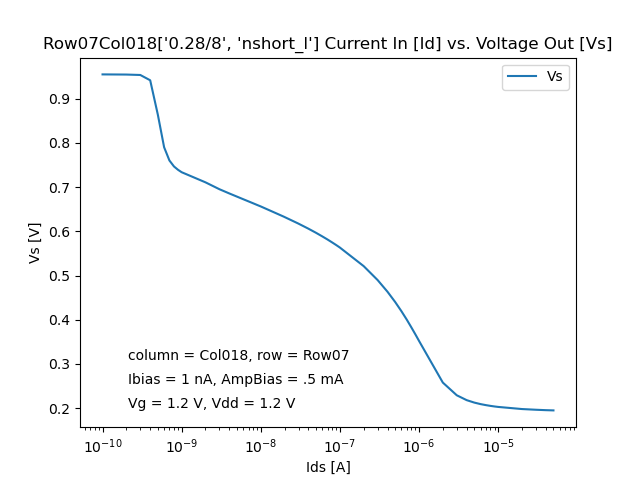 Row07Col018['0.28/8', 'nshort_l'] Current In [Id] vs. Voltage Out [Vs]
Vs
0.9
0.8
0.7
0.6
0.5
0.4
0.3
0.2
Vs [V]
column = Col018, row = Row07
Ibias = 1 nA, AmpBias = .5 mA
Vg = 1.2 V, Vdd = 1.2 V
10⁻¹⁰ 10⁻⁹ 10⁻⁸ 10⁻⁷ 10⁻⁶ 10⁻⁵
Ids [A]